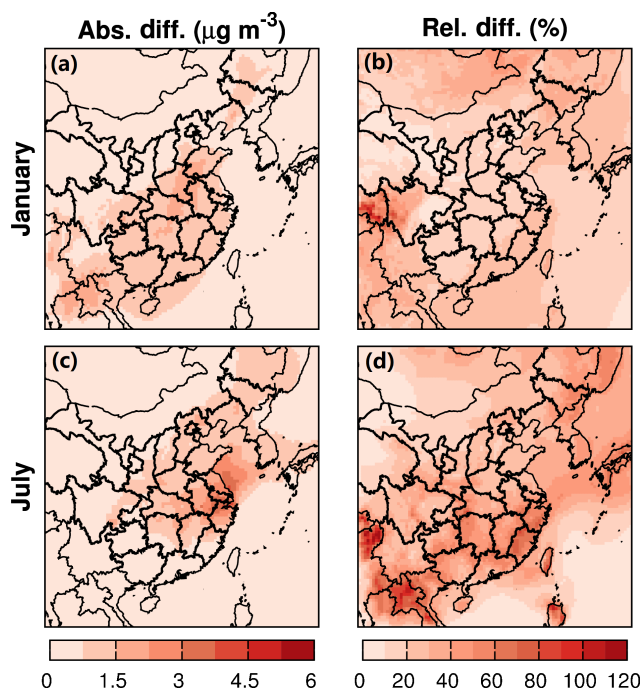 Abs. diff. (μg m-3) Rel. diff. (%)
(a) (b)
January
(c) (d)
July
0 1.5 3 4.5 6 0 20 40 60 80 100 120